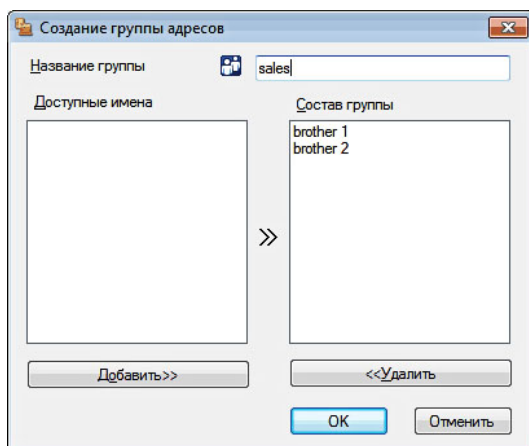 Создание группы адресов
Название группы
sales
Доступные имена
Состав группы
brother 1
brother 2
Добавить>>
<<Удалить
OK
Отменить